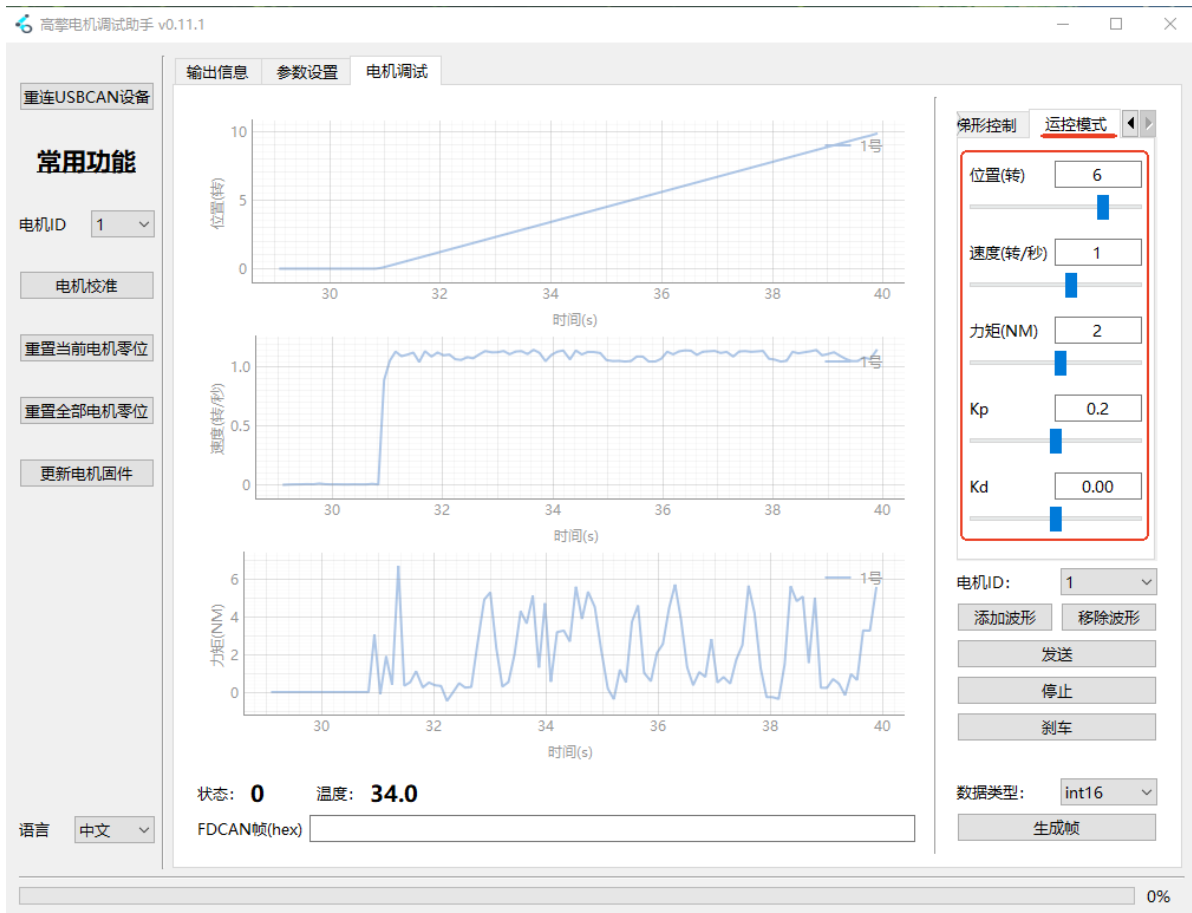 高擎电机调试助手 v0.11.1
重连USBCAN设备
常用功能
电机ID 1
电机校准
重置当前电机零位
重置全部电机零位
更新电机固件
语言 中文
输出信息 参数设置 电机调试
位置(转)
10
5
0
1号
30 32 34 36 38 40
时间(s)
速度(转/秒)
1.0
0.5
0
1号
30 32 34 36 38 40
时间(s)
力矩(NM)
6
4
2
0
1号
30 32 34 36 38 40
时间(s)
状态: 0 温度: 34.0
FDCAN帧(hex)
梯形控制 运控模式
位置(转) 6
速度(转/秒) 1
力矩(NM) 2
Kp 0.2
Kd 0.00
电机ID: 1
添加波形 移除波形
发送
停止
刹车
数据类型: int16
生成帧
0%